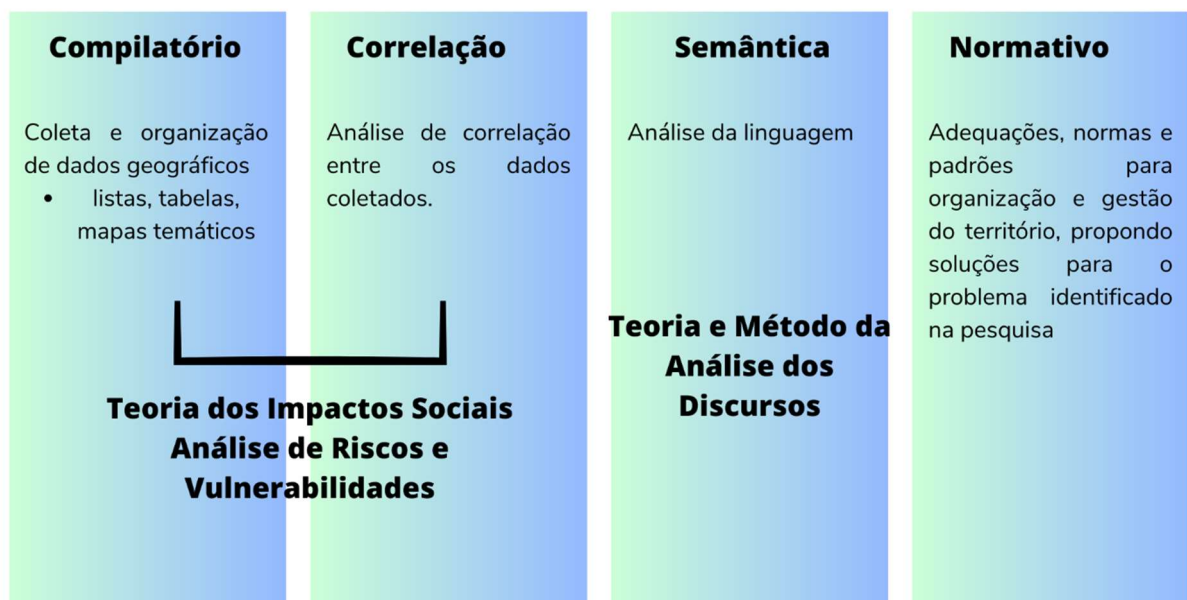 Compilatório
Coleta e organização
de dados geográficos
• listas, tabelas,
mapas temáticos
Correlação
Análise de correlação
entre os dados
coletados.
Teoria dos Impactos Sociais
Análise de Riscos e
Vulnerabilidades
Semântica
Análise da linguagem
Teoria e Método da
Análise dos
Discursos
Normativo
Adequações, normas e
padrões para
organização e gestão
do território, propondo
soluções para o
problema identificado
na pesquisa